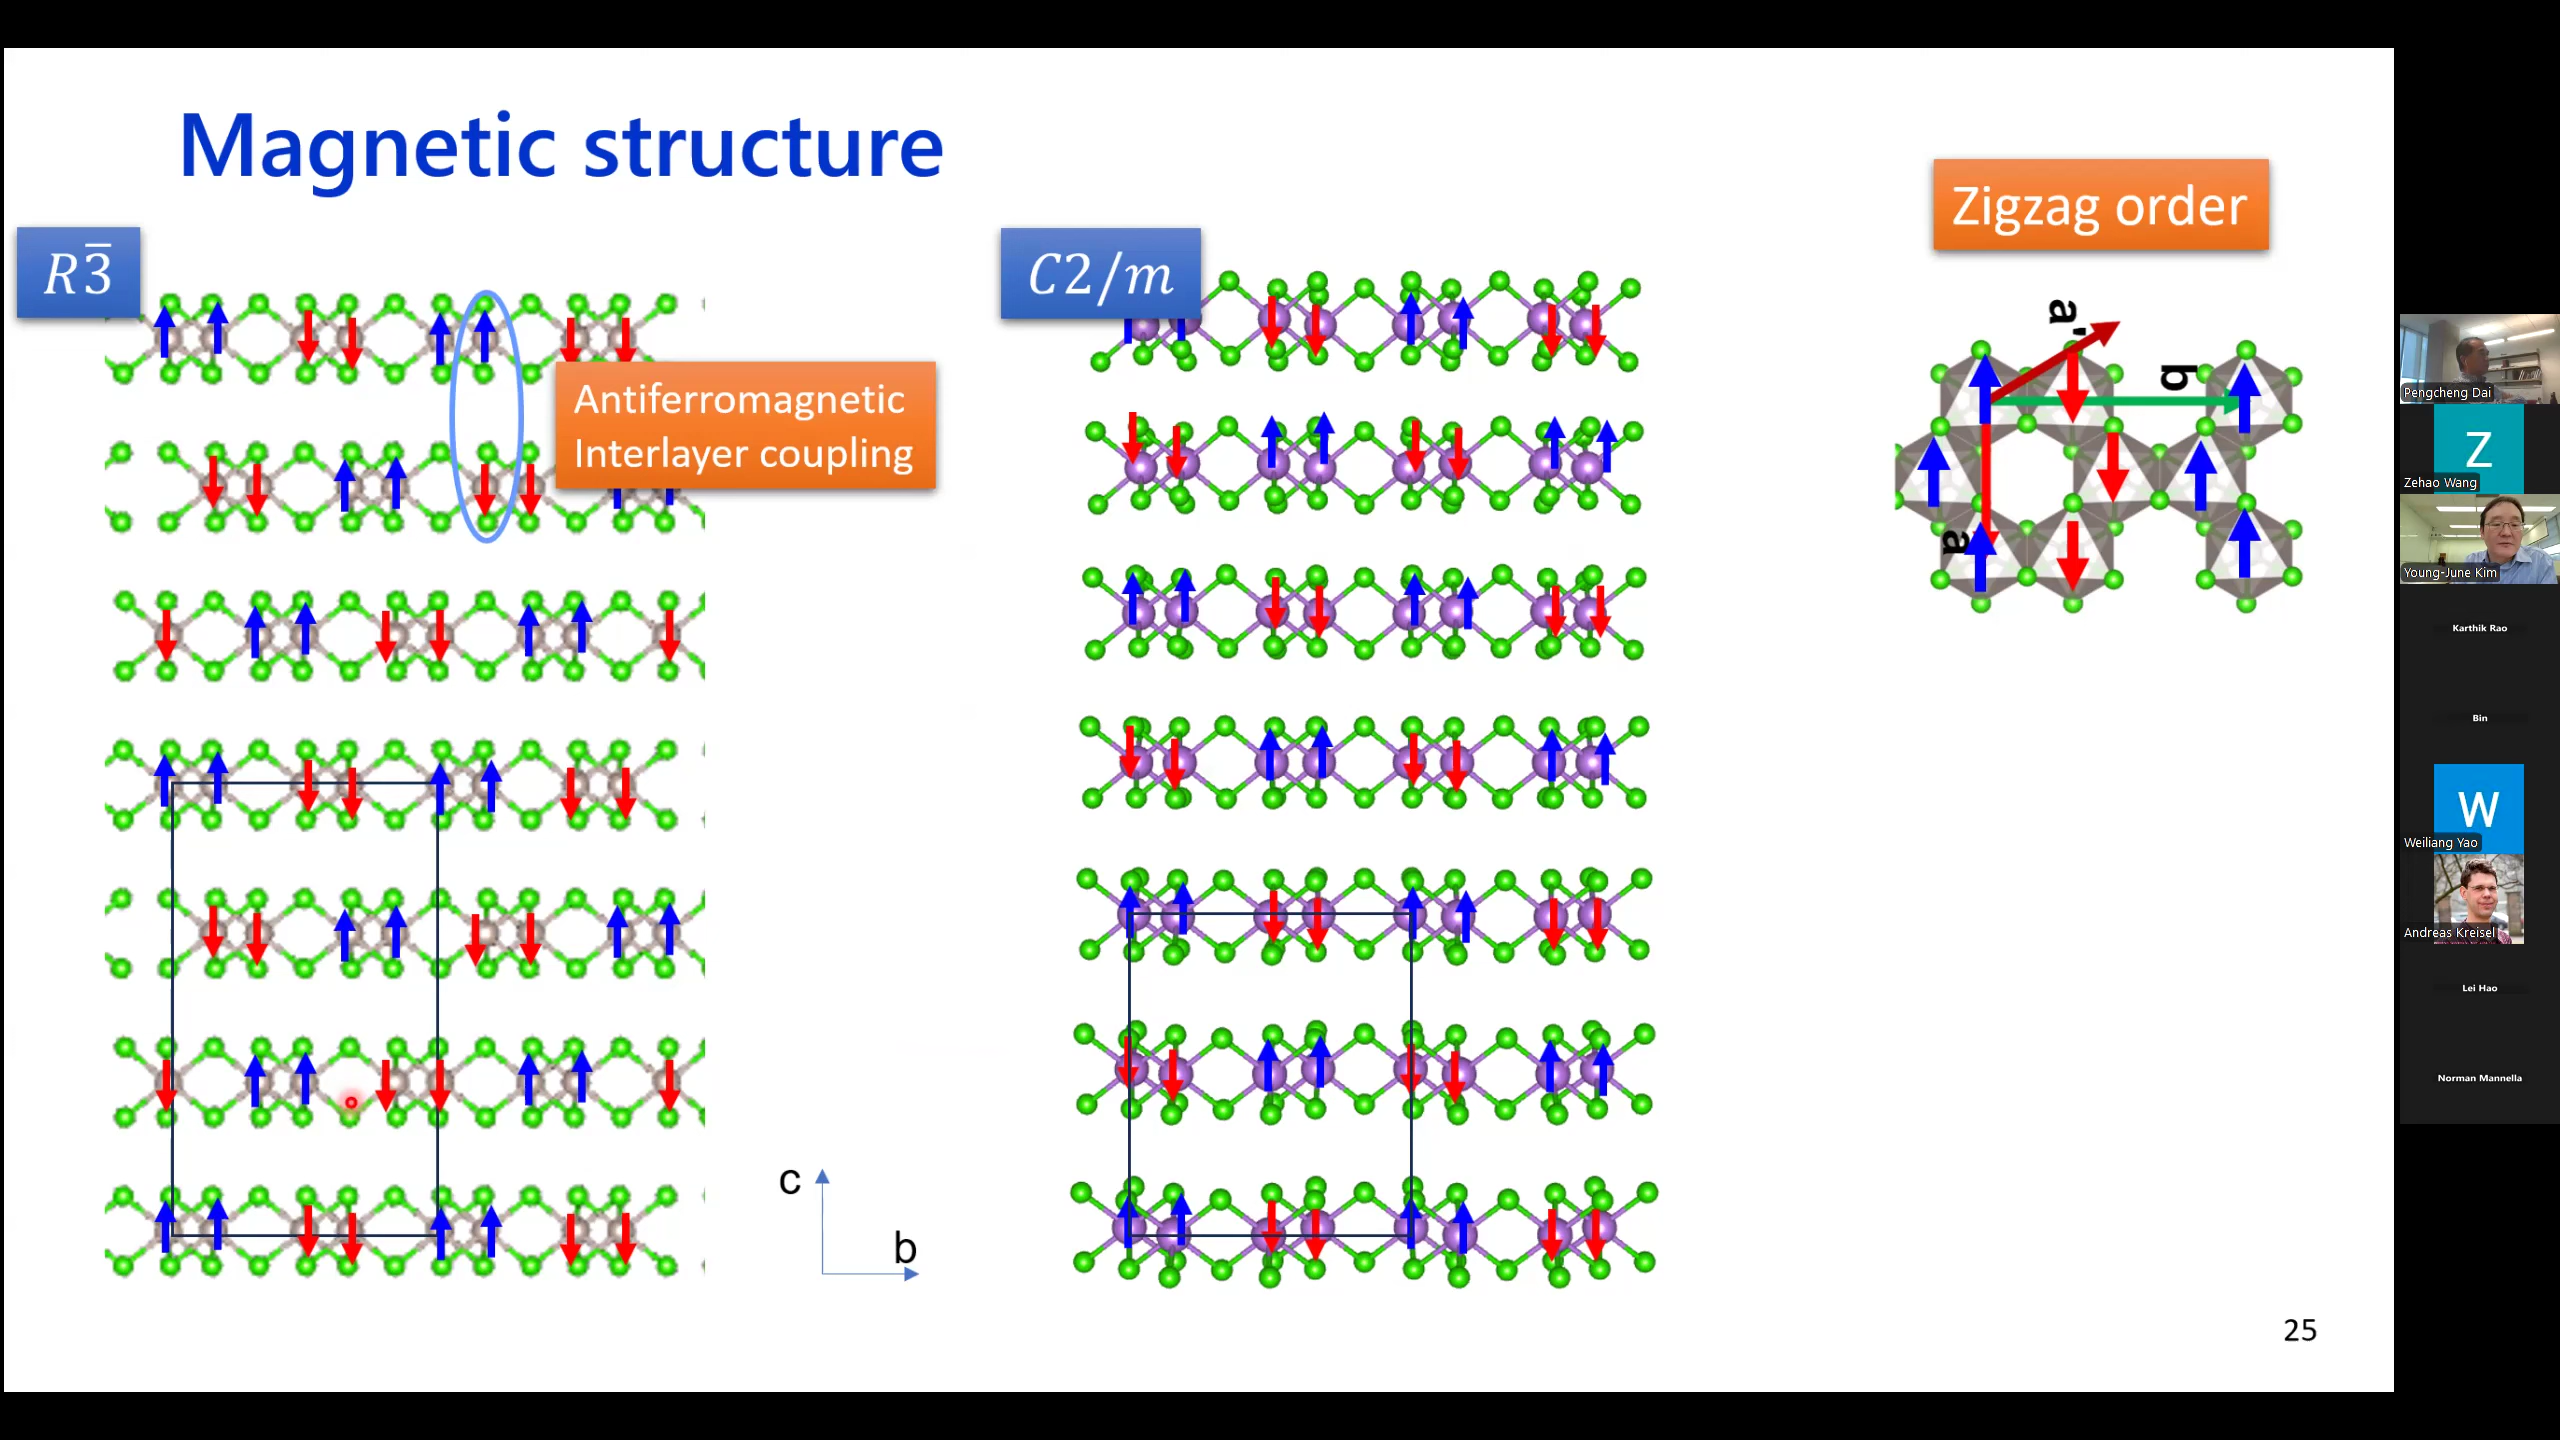 Magnetic structure
R3̅
Antiferromagnetic
Interlayer coupling
c
b
C2/m
Zigzag order
a'
b
a
25
Pengcheng Dai
Z
Zehao Wang
Young-June Kim
Karthik Rao
Bin
W
Weiliang Yao
Andreas Kreisel
Lei Hao
Norman Mannella